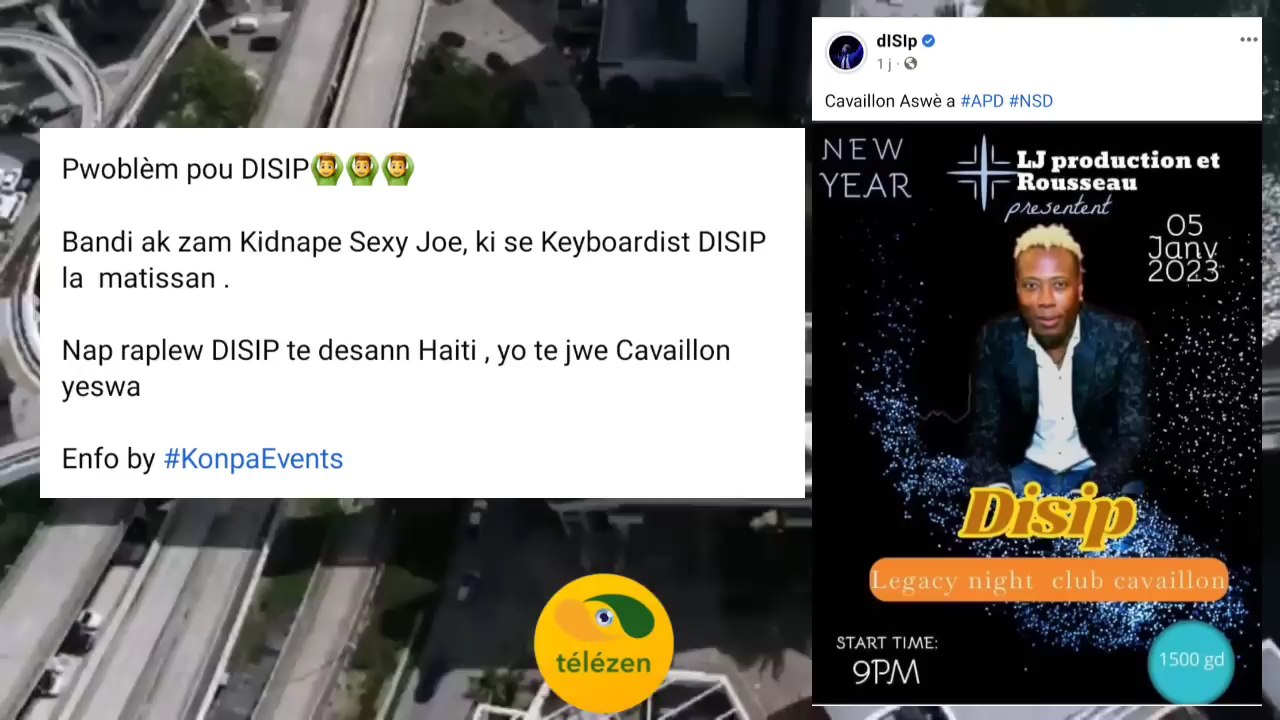 Pwoblèm pou DISIP🙆‍♂️🙆‍♂️🙆‍♂️
Bandi ak zam Kidnape Sexy Joe, ki se Keyboardist DISIP
la matissan .
Nap raplew DISIP te desann Haiti , yo te jwe Cavaillon
yeswa
Enfo by #KonpaEvents
télézen
dISIp
1 j ·
Cavaillon Aswè a #APD #NSD
NEW
YEAR
LJ production et
Rousseau
presentent
05
Janv
2023
Disip
Legacy night club cavaillon
START TIME:
9PM
1500 gd